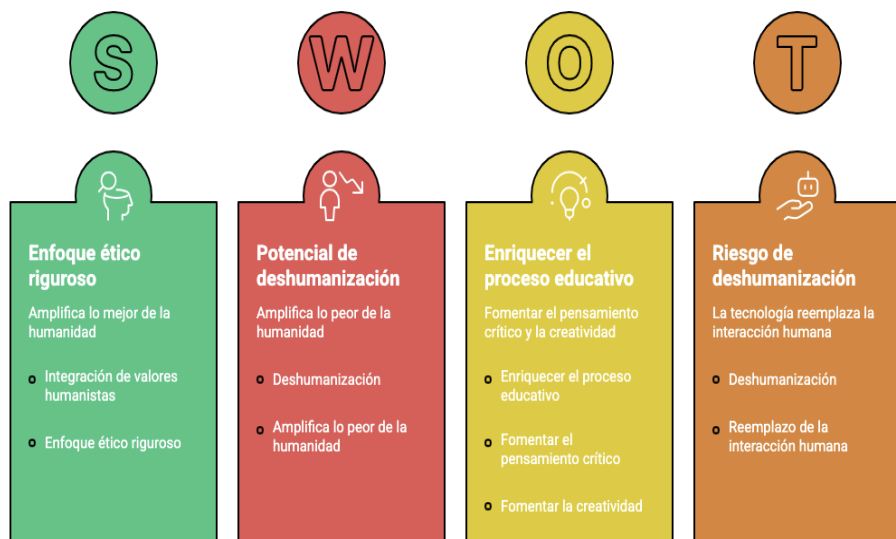 S
W
O
T
Enfoque ético
riguroso
Amplifica lo mejor de la
humanidad
Integración de valores
humanistas
Enfoque ético riguroso
Potencial de
deshumanización
Amplifica lo peor de la
humanidad
Deshumanización
Amplifica lo peor de la
humanidad
Enriquecer el
proceso educativo
Fomentar el pensamiento
crítico y la creatividad
Enriquecer el proceso
educativo
Fomentar el
pensamiento crítico
Fomentar la creatividad
Riesgo de
deshumanización
La tecnología reemplaza la
interacción humana
Deshumanización
Reemplazo de la
interacción humana